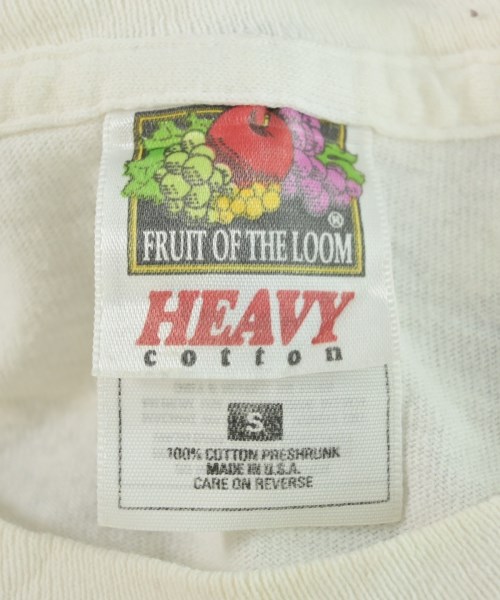 FRUIT OF THE LOOM®
HEAVY
cotton
S
100% COTTON PRESHRUNK
MADE IN U.S.A.
CARE ON REVERSE